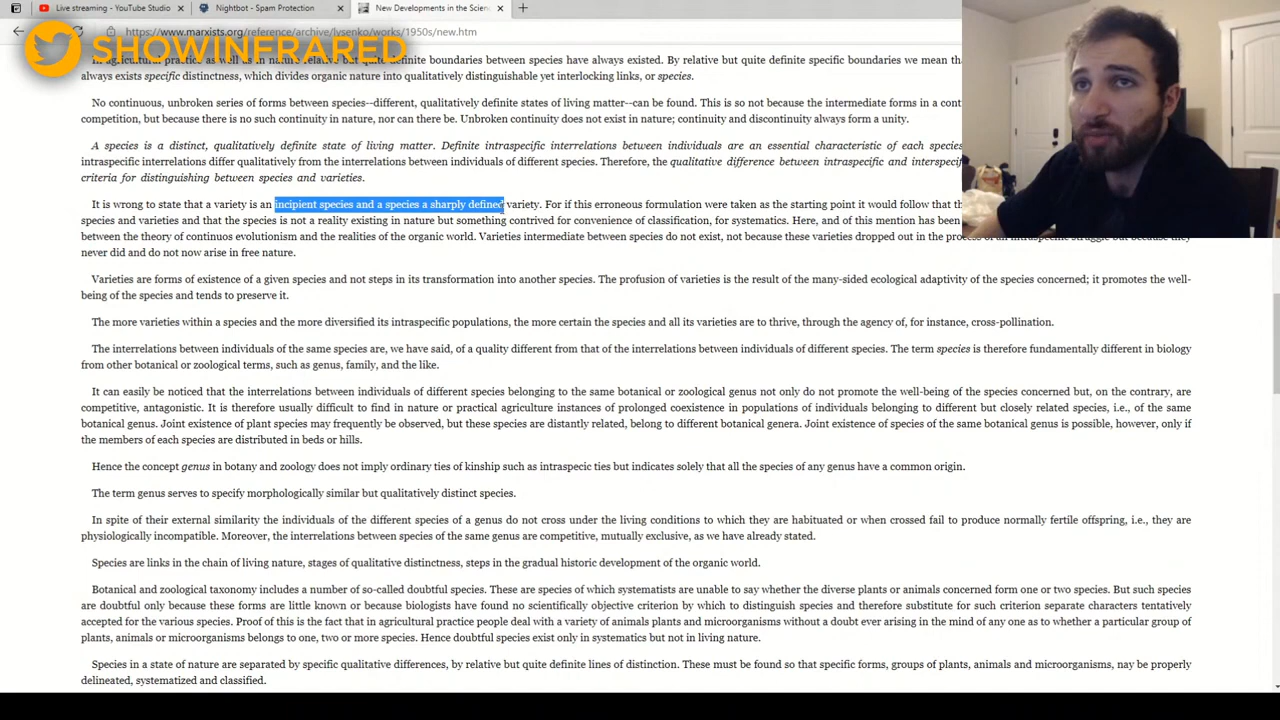 Live streaming - YouTube Studio
Nightbot - Spam Protection
New Developments in the Scien
https://www.marxists.org/reference/archive/lysenko/works/1950s/new.htm
SHOWINFRARED
In agricultural practice as well as in nature relative but quite definite boundaries between species have always existed. By relative but quite definite specific boundaries we mean tha
always exists specific distinctness, which divides organic nature into qualitatively distinguishable yet interlocking links, or species.
No continuous, unbroken series of forms between species--different, qualitatively definite states of living matter--can be found. This is so not because the intermediate forms in a cont
competition, but because there is no such continuity in nature, nor can there be. Unbroken continuity does not exist in nature; continuity and discontinuity always form a unity.
A species is a distinct, qualitatively definite state of living matter. Definite intraspecific interrelations between individuals are an essential characteristic of each species
intraspecific interrelations differ qualitatively from the interrelations between individuals of different species. Therefore, the qualitative difference between intraspecific and interspecif
criteria for distinguishing between species and varieties.
It is wrong to state that a variety is an incipient species and a species a sharply defined variety. For if this erroneous formulation were taken as the starting point it would follow that th
species and varieties and that the species is not a reality existing in nature but something contrived for convenience of classification, for systematics. Here, and of this mention has been
between the theory of continuos evolutionism and the realities of the organic world. Varieties intermediate between species do not exist, not because these varieties dropped out in the process of an intraspecific struggle but because they
never did and do not now arise in free nature.
Varieties are forms of existence of a given species and not steps in its transformation into another species. The profusion of varieties is the result of the many-sided ecological adaptivity of the species concerned; it promotes the well-
being of the species and tends to preserve it.
The more varieties within a species and the more diversified its intraspecific populations, the more certain the species and all its varieties are to thrive, through the agency of, for instance, cross-pollination.
The interrelations between individuals of the same species are, we have said, of a quality different from that of the interrelations between individuals of different species. The term species is therefore fundamentally different in biology
from other botanical or zoological terms, such as genus, family, and the like.
It can easily be noticed that the interrelations between individuals of different species belonging to the same botanical or zoological genus not only do not promote the well-being of the species concerned but, on the contrary, are
competitive, antagonistic. It is therefore usually difficult to find in nature or practical agriculture instances of prolonged coexistence in populations of individuals belonging to different but closely related species, i.e., of the same
botanical genus. Joint existence of plant species may frequently be observed, but these species are distantly related, belong to different botanical genera. Joint existence of species of the same botanical genus is possible, however, only if
the members of each species are distributed in beds or hills.
Hence the concept genus in botany and zoology does not imply ordinary ties of kinship such as intraspecic ties but indicates solely that all the species of any genus have a common origin.
The term genus serves to specify morphologically similar but qualitatively distinct species.
In spite of their external similarity the individuals of the different species of a genus do not cross under the living conditions to which they are habituated or when crossed fail to produce normally fertile offspring, i.e., they are
physiologically incompatible. Moreover, the interrelations between species of the same genus are competitive, mutually exclusive, as we have already stated.
Species are links in the chain of living nature, stages of qualitative distinctness, steps in the gradual historic development of the organic world.
Botanical and zoological taxonomy includes a number of so-called doubtful species. These are species of which systematists are unable to say whether the diverse plants or animals concerned form one or two species. But such species
are doubtful only because these forms are little known or because biologists have found no scientifically objective criterion by which to distinguish species and therefore substitute for such criterion separate characters tentatively
accepted for the various species. Proof of this is the fact that in agricultural practice people deal with a variety of animals plants and microorganisms without a doubt ever arising in the mind of any one as to whether a particular group of
plants, animals or microorganisms belongs to one, two or more species. Hence doubtful species exist only in systematics but not in living nature.
Species in a state of nature are separated by specific qualitative differences, by relative but quite definite lines of distinction. These must be found so that specific forms, groups of plants, animals and microorganisms, nay be properly
delineated, systematized and classified.